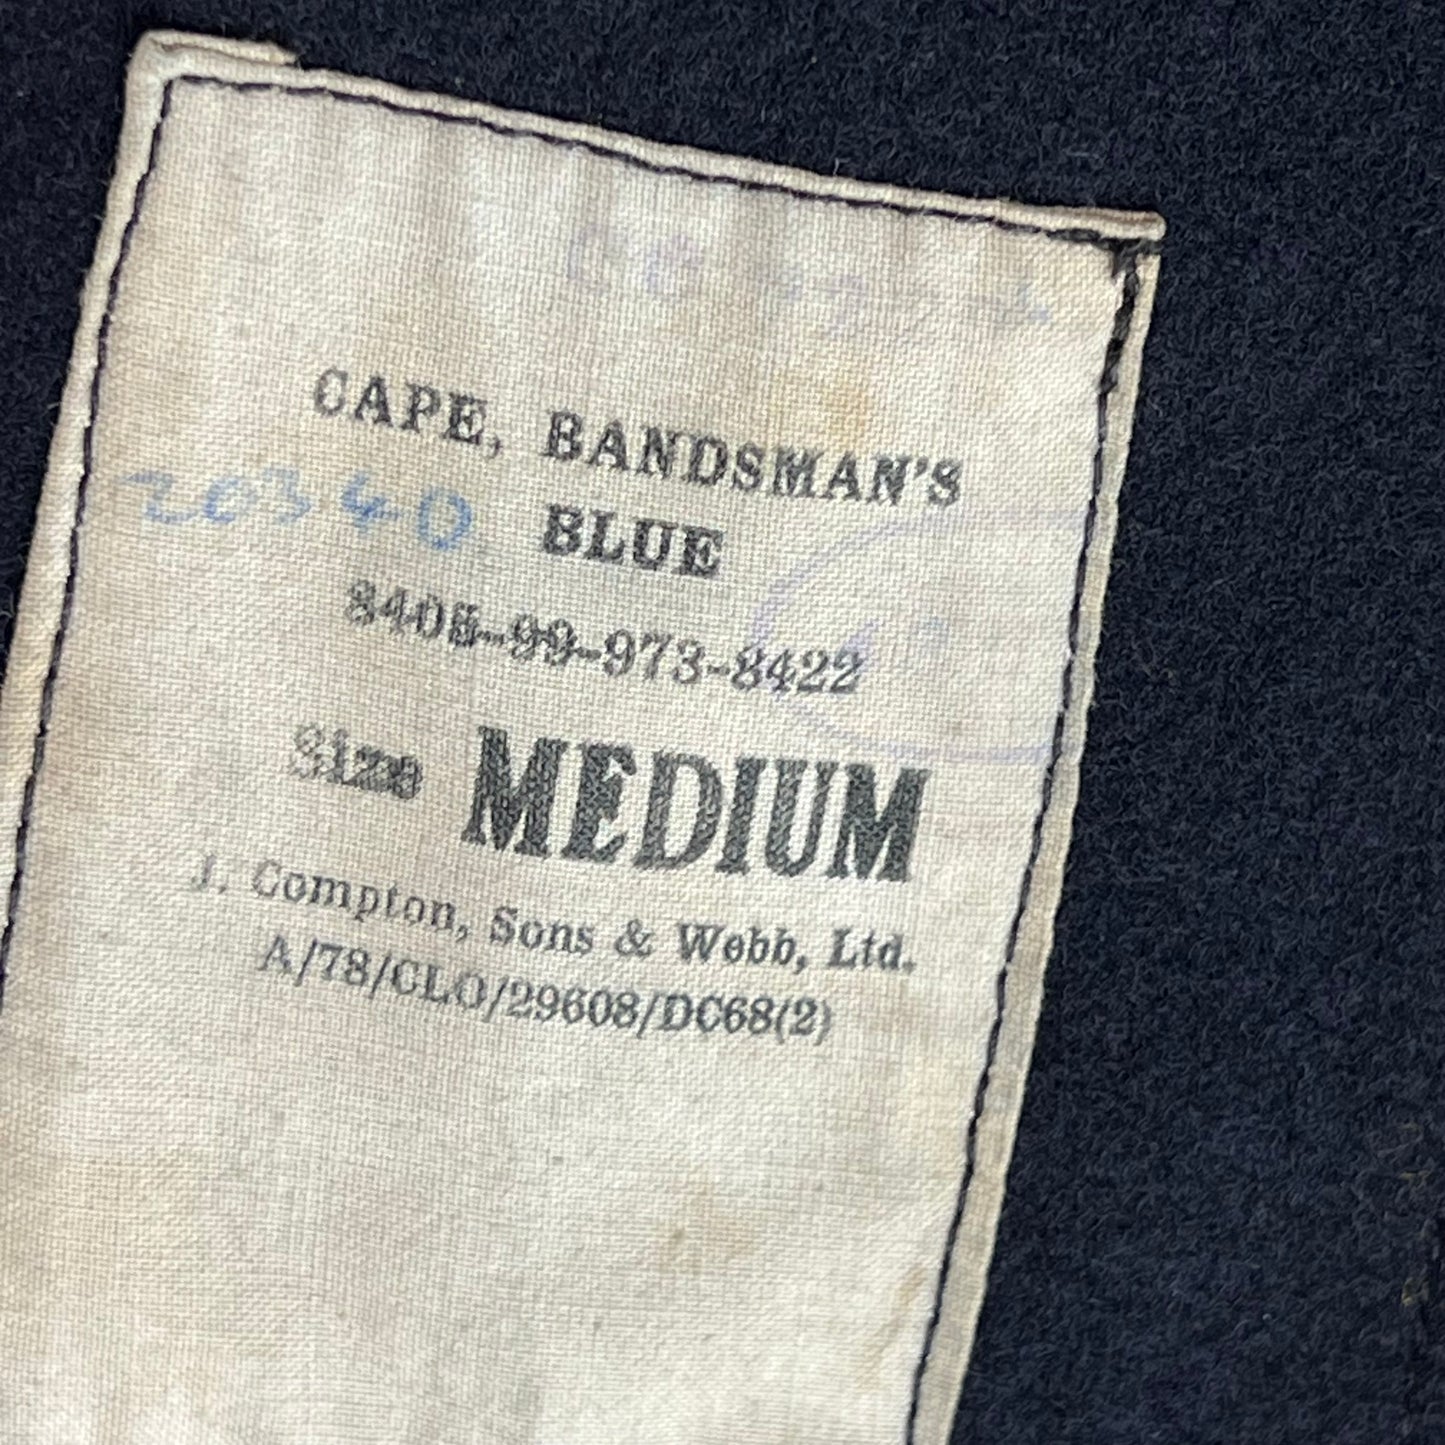 CAPE, BANDSMAN'S
20340 BLUE
8405-99-973-8422
Size MEDIUM
J. Compton, Sons & Webb, Ltd.
A/78/CLO/29608/DC68(2)